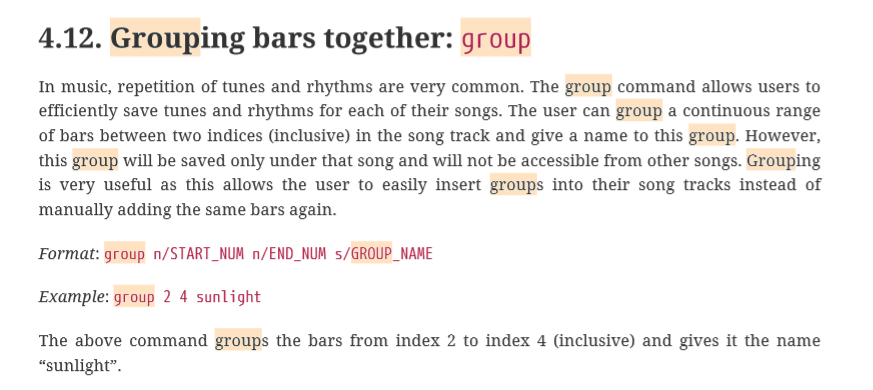 4.12. Grouping bars together: group
In music, repetition of tunes and rhythms are very common. The group command allows users to
efficiently save tunes and rhythms for each of their songs. The user can group a continuous range
of bars between two indices (inclusive) in the song track and give a name to this group. However,
this group will be saved only under that song and will not be accessible from other songs. Grouping
is very useful as this allows the user to easily insert groups into their song tracks instead of
manually adding the same bars again.
Format: group n/START_NUM n/END_NUM s/GROUP_NAME
Example: group 2 4 sunlight
The above command groups the bars from index 2 to index 4 (inclusive) and gives it the name
“sunlight”.